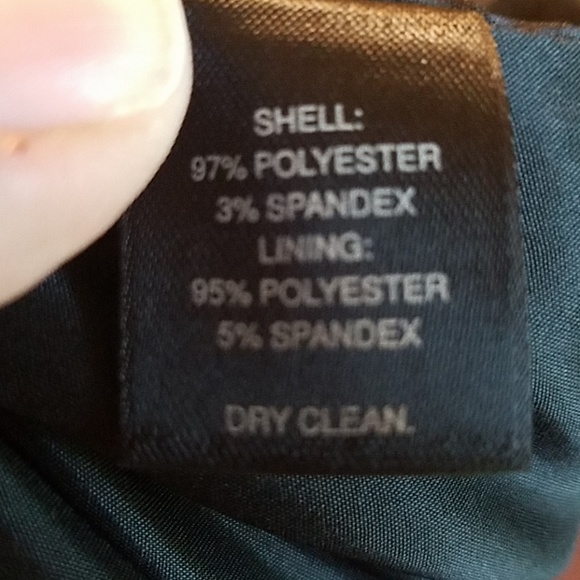 SHELL:
97% POLYESTER
3% SPANDEX
LINING:
95% POLYESTER
5% SPANDEX
DRY CLEAN.